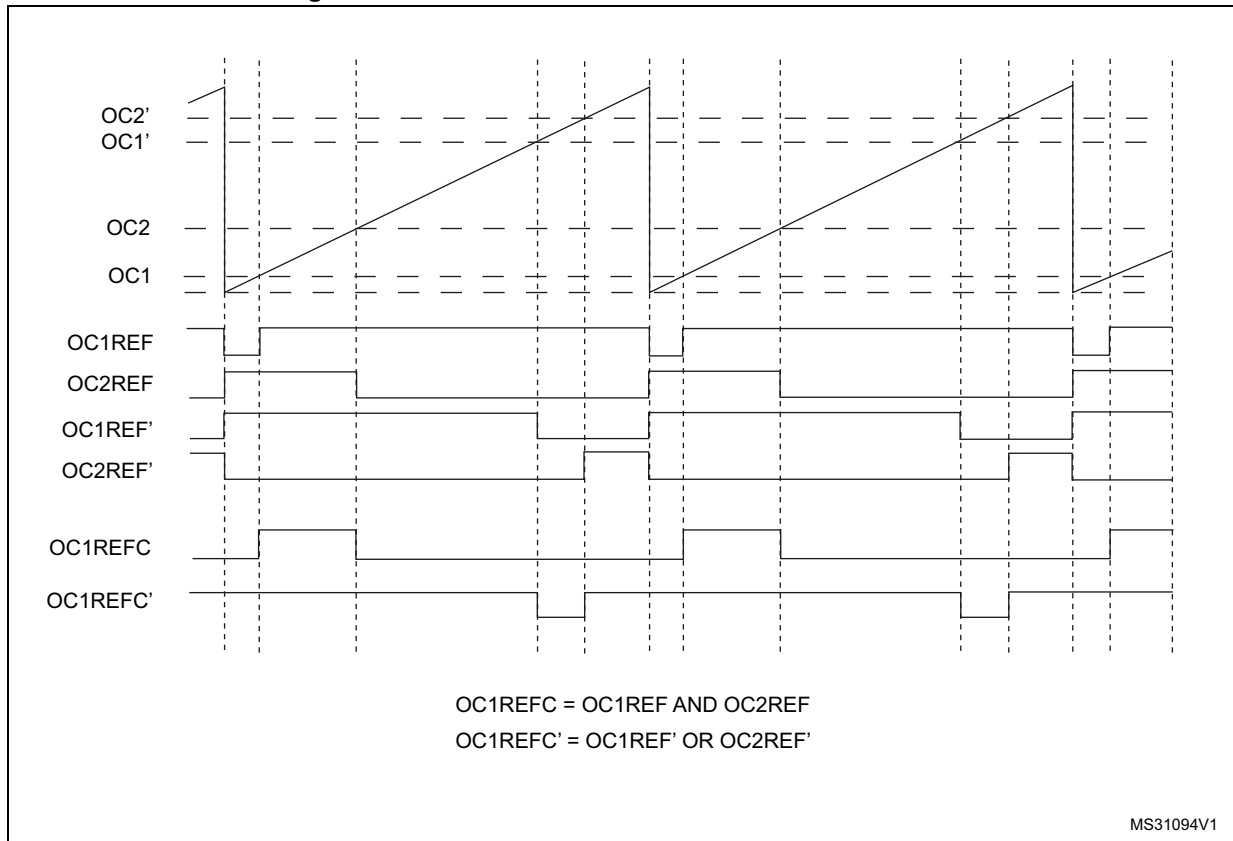 OC2’
OC1’
OC2
OC1
OC1REF
OC2REF
OC1REF’
OC2REF’
OC1REFC
OC1REFC’
OC1REFC = OC1REF AND OC2REF
OC1REFC’ = OC1REF’ OR OC2REF’
MS31094V1